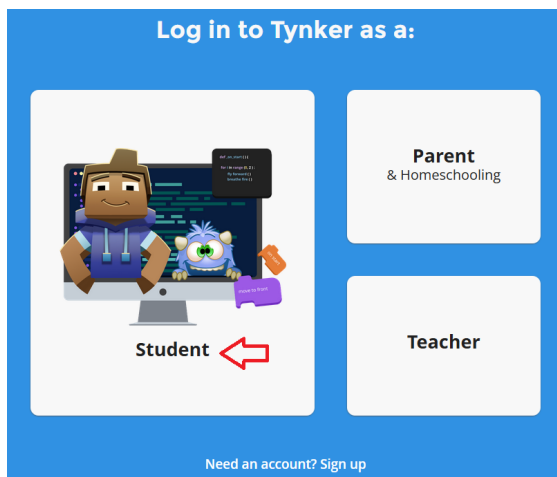 Log in to Tynker as a:
Student
Parent
& Homeschooling
Teacher
Need an account? Sign up